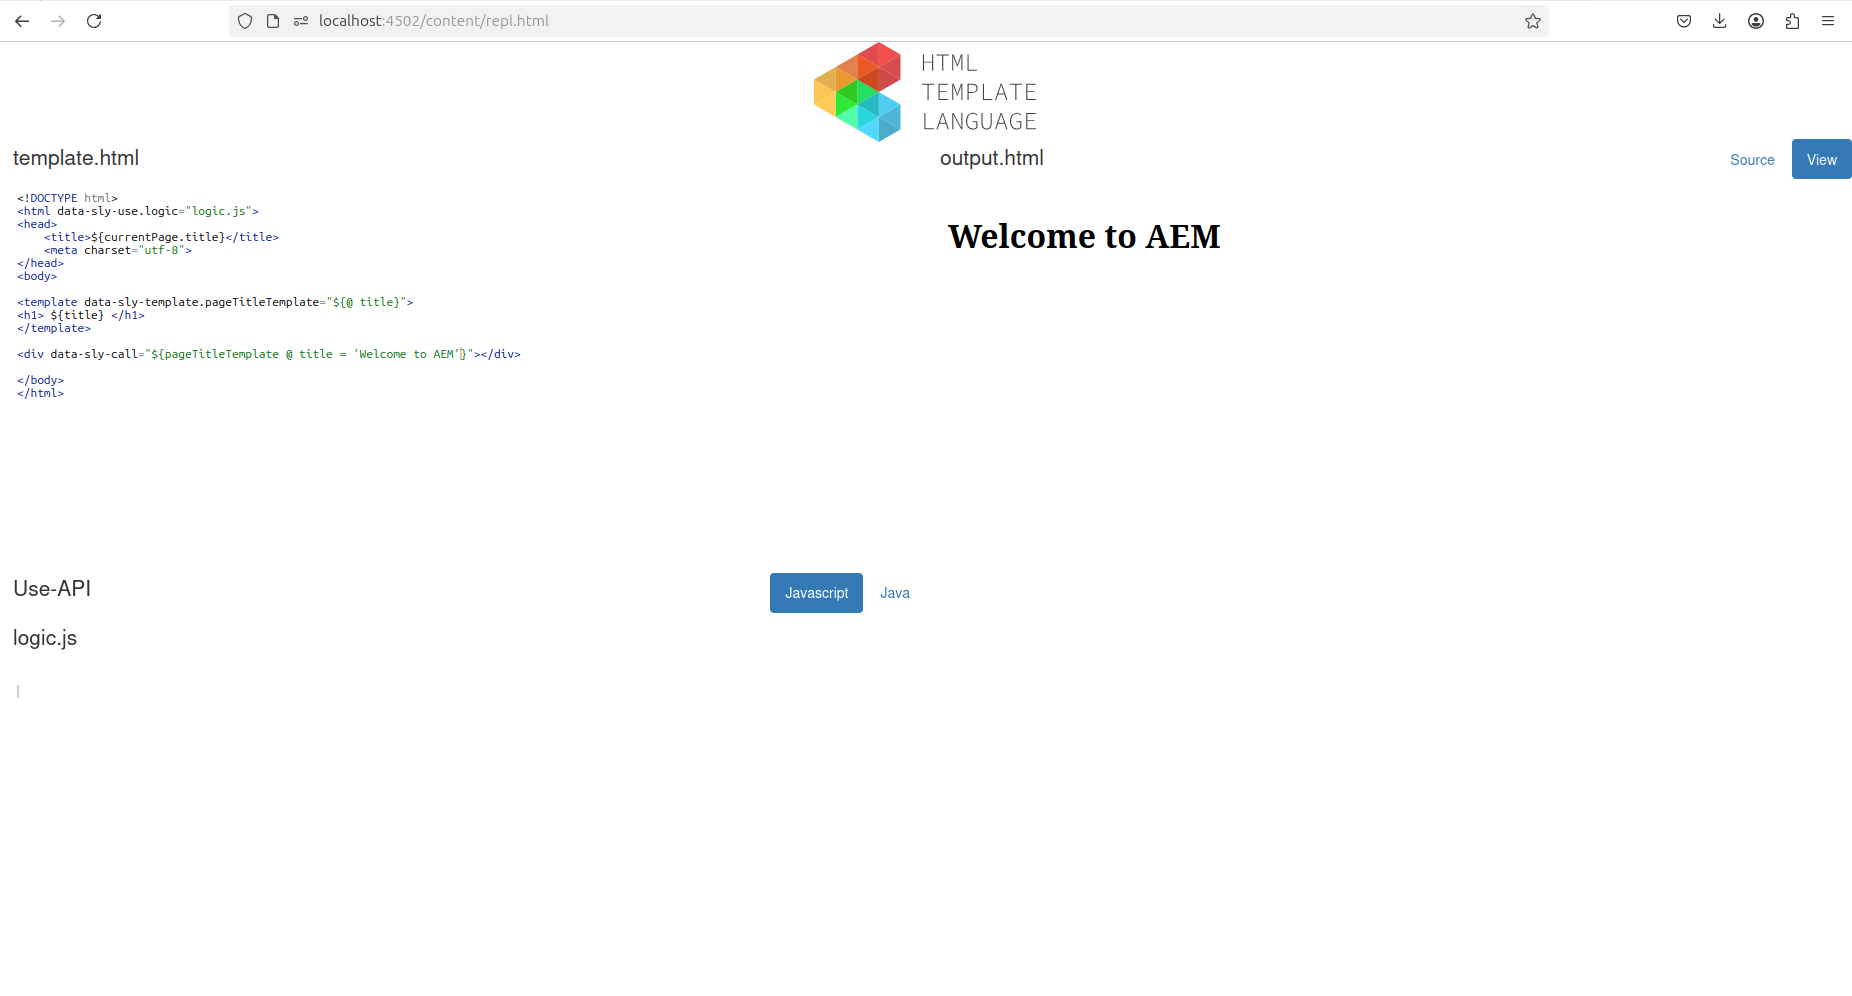 localhost:4502/content/repl.html
HTML
TEMPLATE
LANGUAGE
template.html
<!DOCTYPE html>
<html data-sly-use.logic="logic.js">
<head>
    <title>${currentPage.title}</title>
    <meta charset="utf-8">
</head>
<body>
<template data-sly-template.pageTitleTemplate="${@ title}">
<h1> ${title} </h1>
</template>
<div data-sly-call="${pageTitleTemplate @ title = 'Welcome to AEM'}"></div>
</body>
</html>
output.html
Source
View
Welcome to AEM
Use-API
Javascript
Java
logic.js